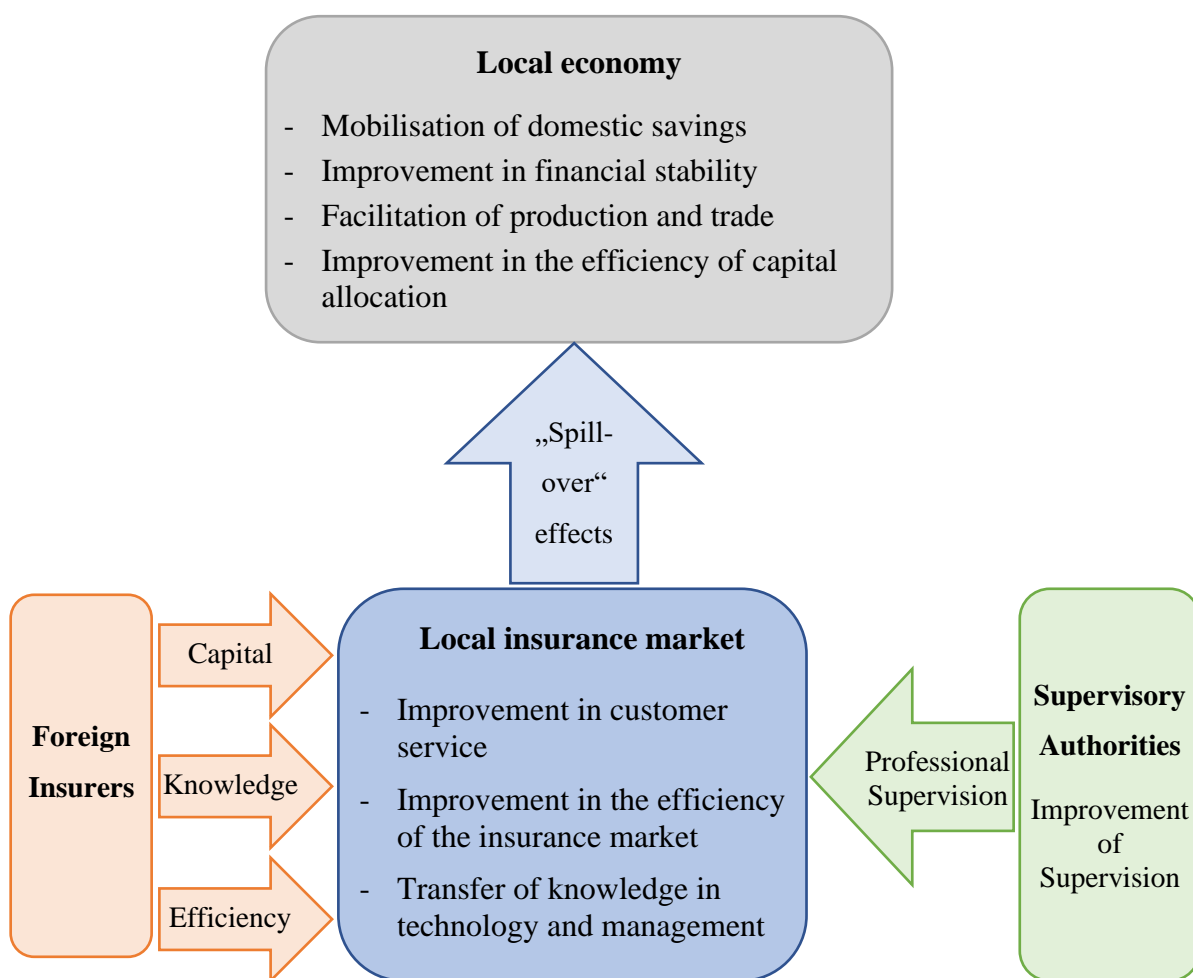 Local economy
- Mobilisation of domestic savings
- Improvement in financial stability
- Facilitation of production and trade
- Improvement in the efficiency of capital
allocation
„Spill-
over“
effects
Foreign
Insurers
Capital
Knowledge
Efficiency
Local insurance market
- Improvement in customer
service
- Improvement in the efficiency
of the insurance market
- Transfer of knowledge in
technology and management
Professional
Supervision
Supervisory
Authorities
Improvement
of
Supervision